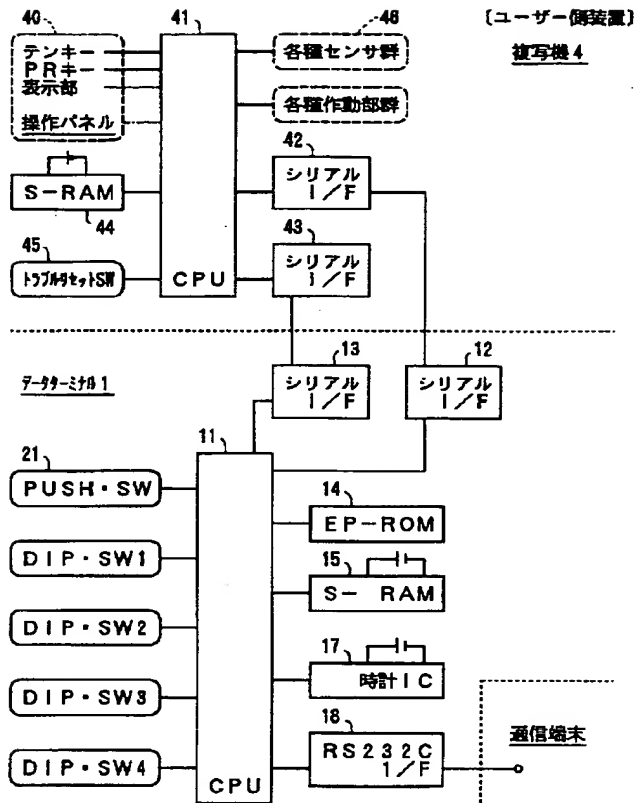 40
41
46
〔ユーザー側装置〕
テンキー
PRキー
表示部
操作パネル
各種センサ群
複写機4
各種作動部群
42
シリアル
I/F
S-RAM
44
43
シリアル
I/F
45
トラブルリセットSW
CPU
データターミナル1
13
シリアル
I/F
12
シリアル
I/F
11
21
PUSH・SW
14
EP-ROM
DIP・SW1
15
S- RAM
DIP・SW2
17
時計IC
DIP・SW3
18
RS232C
I/F
通信端末
DIP・SW4
CPU